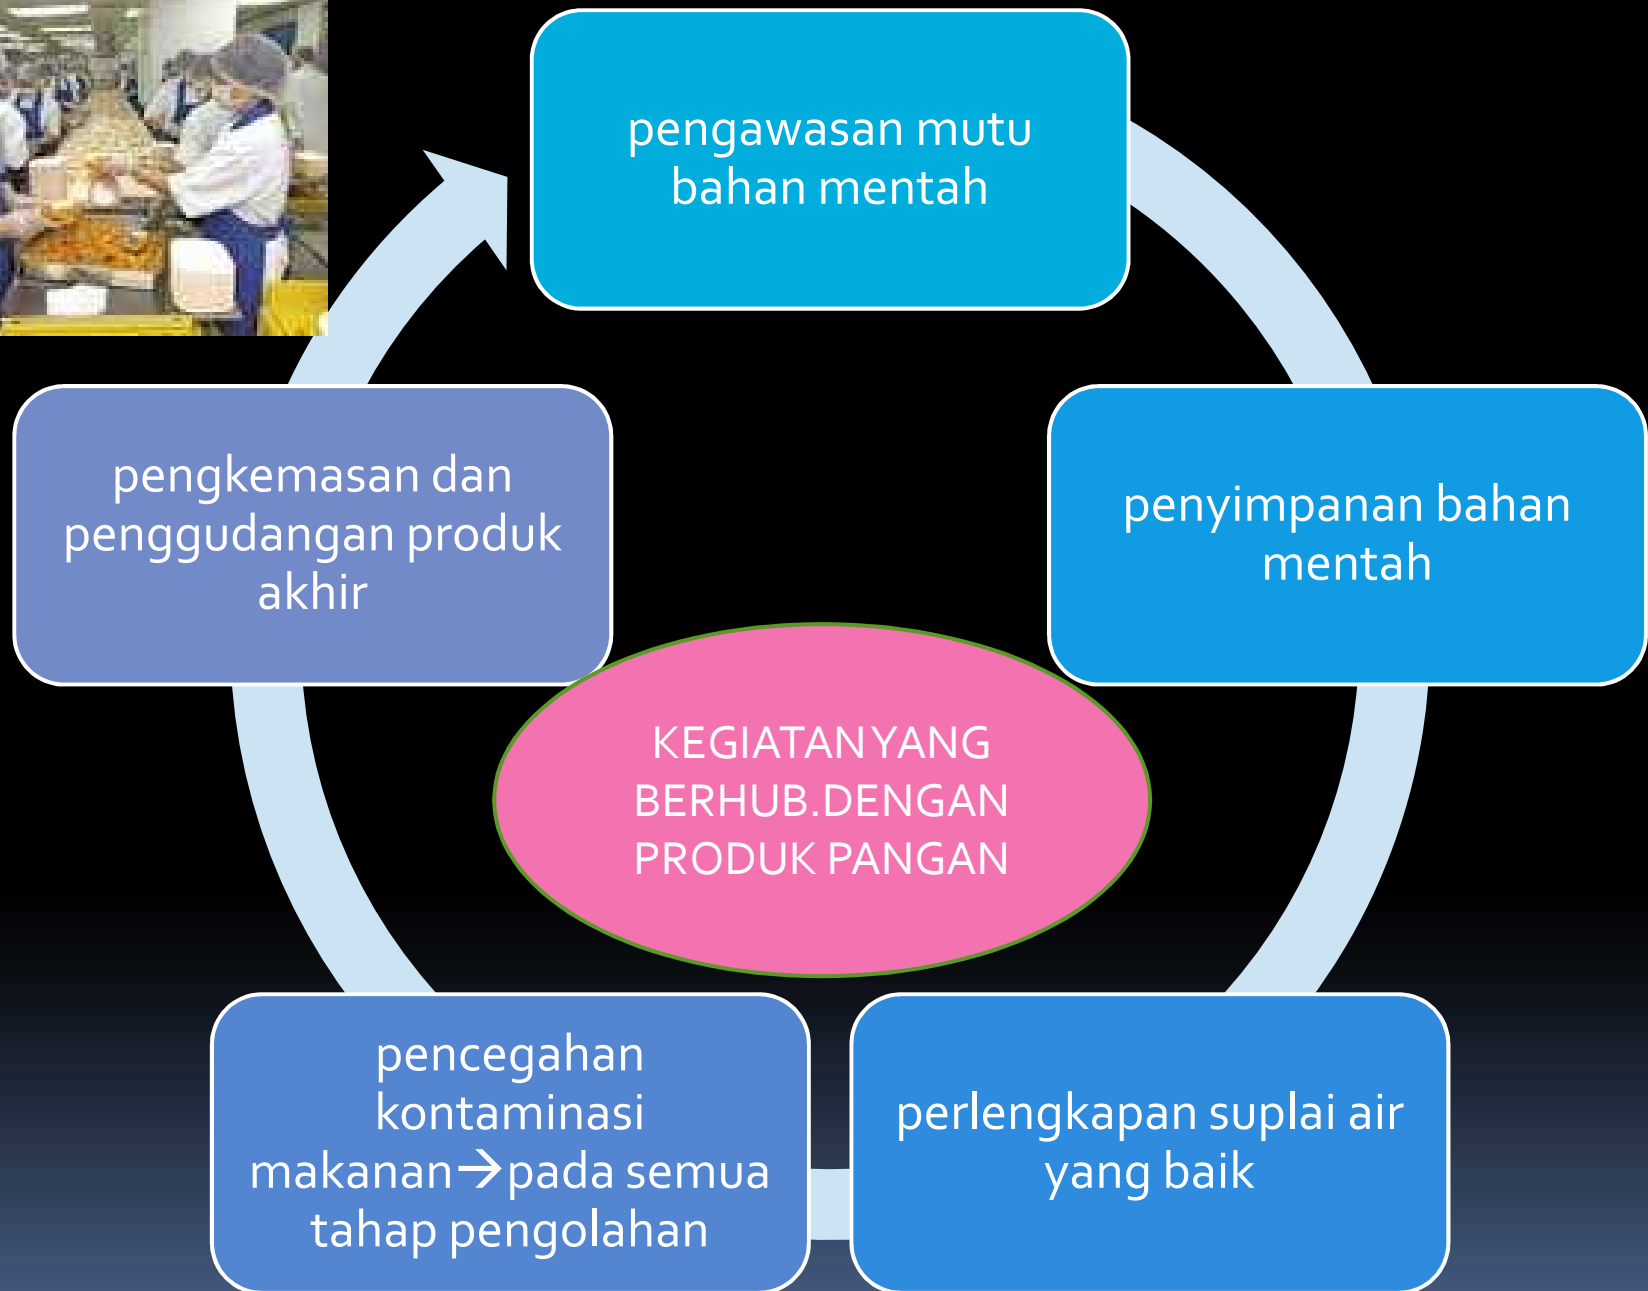 pengawasan mutu
bahan mentah
penyimpanan bahan
mentah
perlengkapan suplai air
yang baik
pencegahan
kontaminasi
makanan→pada semua
tahap pengolahan
pengkemasan dan
penggudangan produk
akhir
KEGIATAN YANG
BERHUB.DENGAN
PRODUK PANGAN